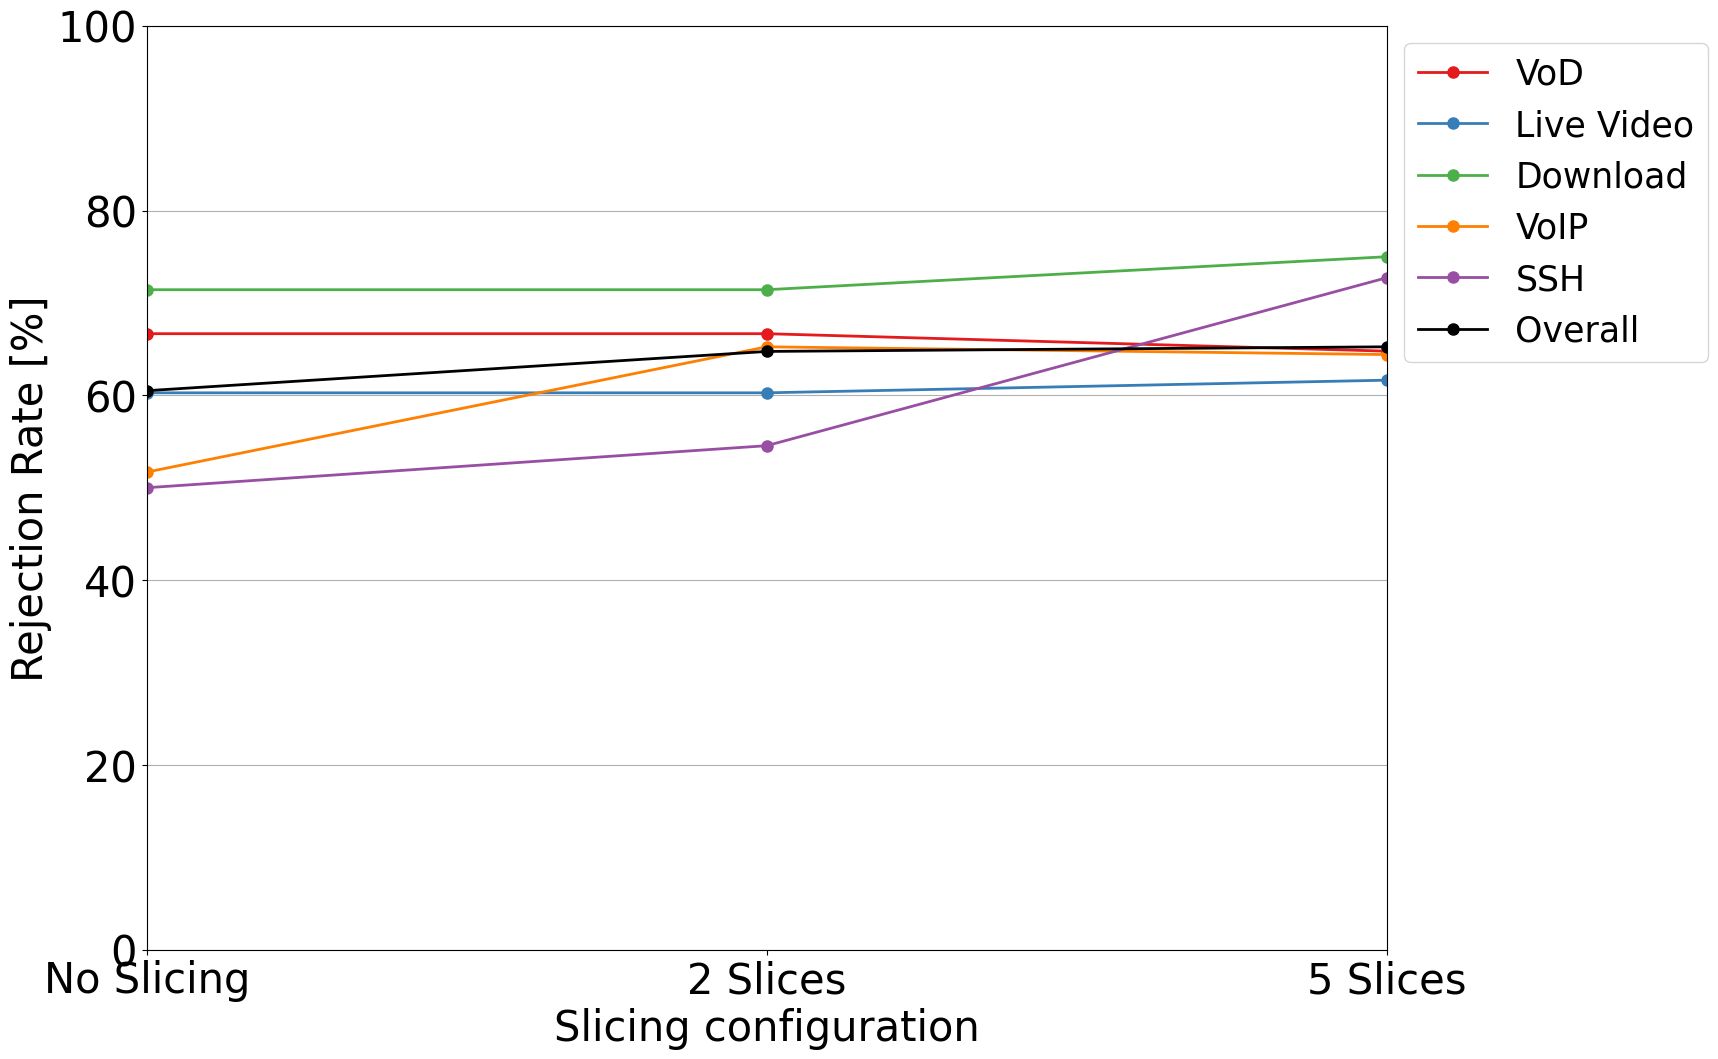 100
80
60
40
20
0
Rejection Rate [%]
No Slicing
2 Slices
5 Slices
Slicing configuration
VoD
Live Video
Download
VoIP
SSH
Overall